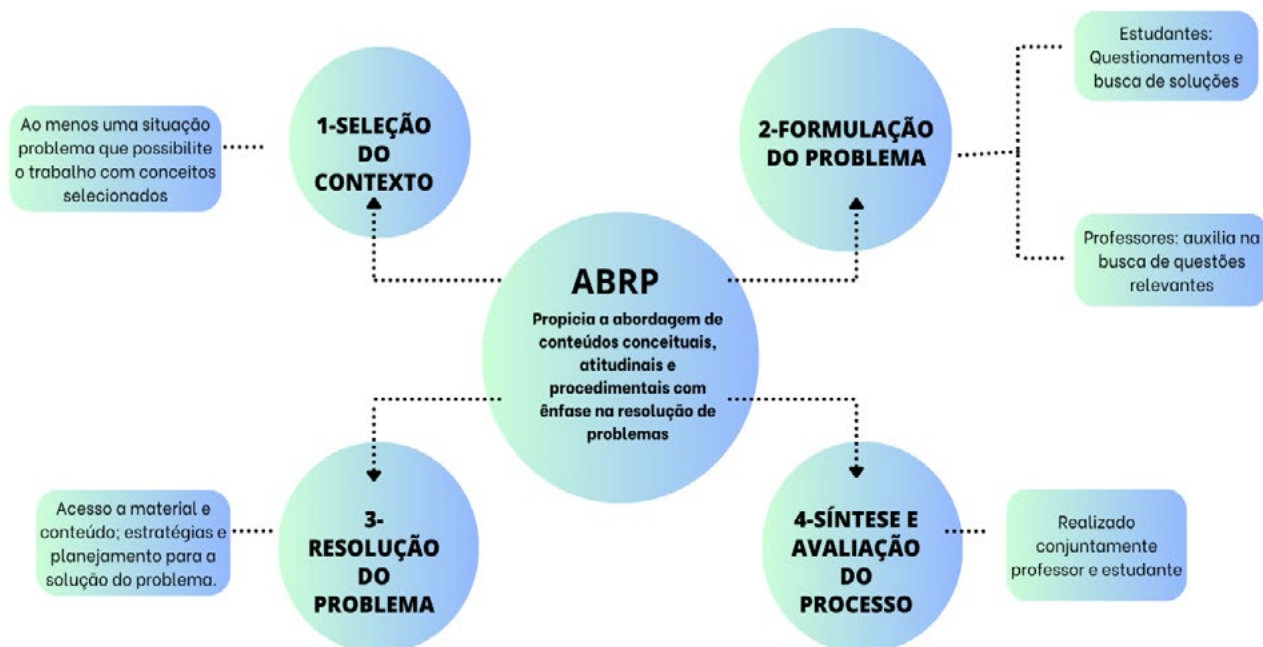 Ao menos uma situação
problema que possibilite
o trabalho com conceitos
selecionados
1-SELEÇÃO
DO
CONTEXTO
2-FORMULAÇÃO
DO PROBLEMA
Estudantes:
Questionamentos e
busca de soluções
Professores: auxilia na
busca de questões
relevantes
ABRP
Propicia a abordagem de
conteúdos conceituais,
atitudinais e
procedimentais com
ênfase na resolução de
problemas
Acesso a material e
conteúdo; estratégias e
planejamento para a
solução do problema.
3-
RESOLUÇÃO
DO
PROBLEMA
4-SÍNTESE E
AVALIAÇÃO
DO
PROCESSO
Realizado
conjuntamente
professor e estudante